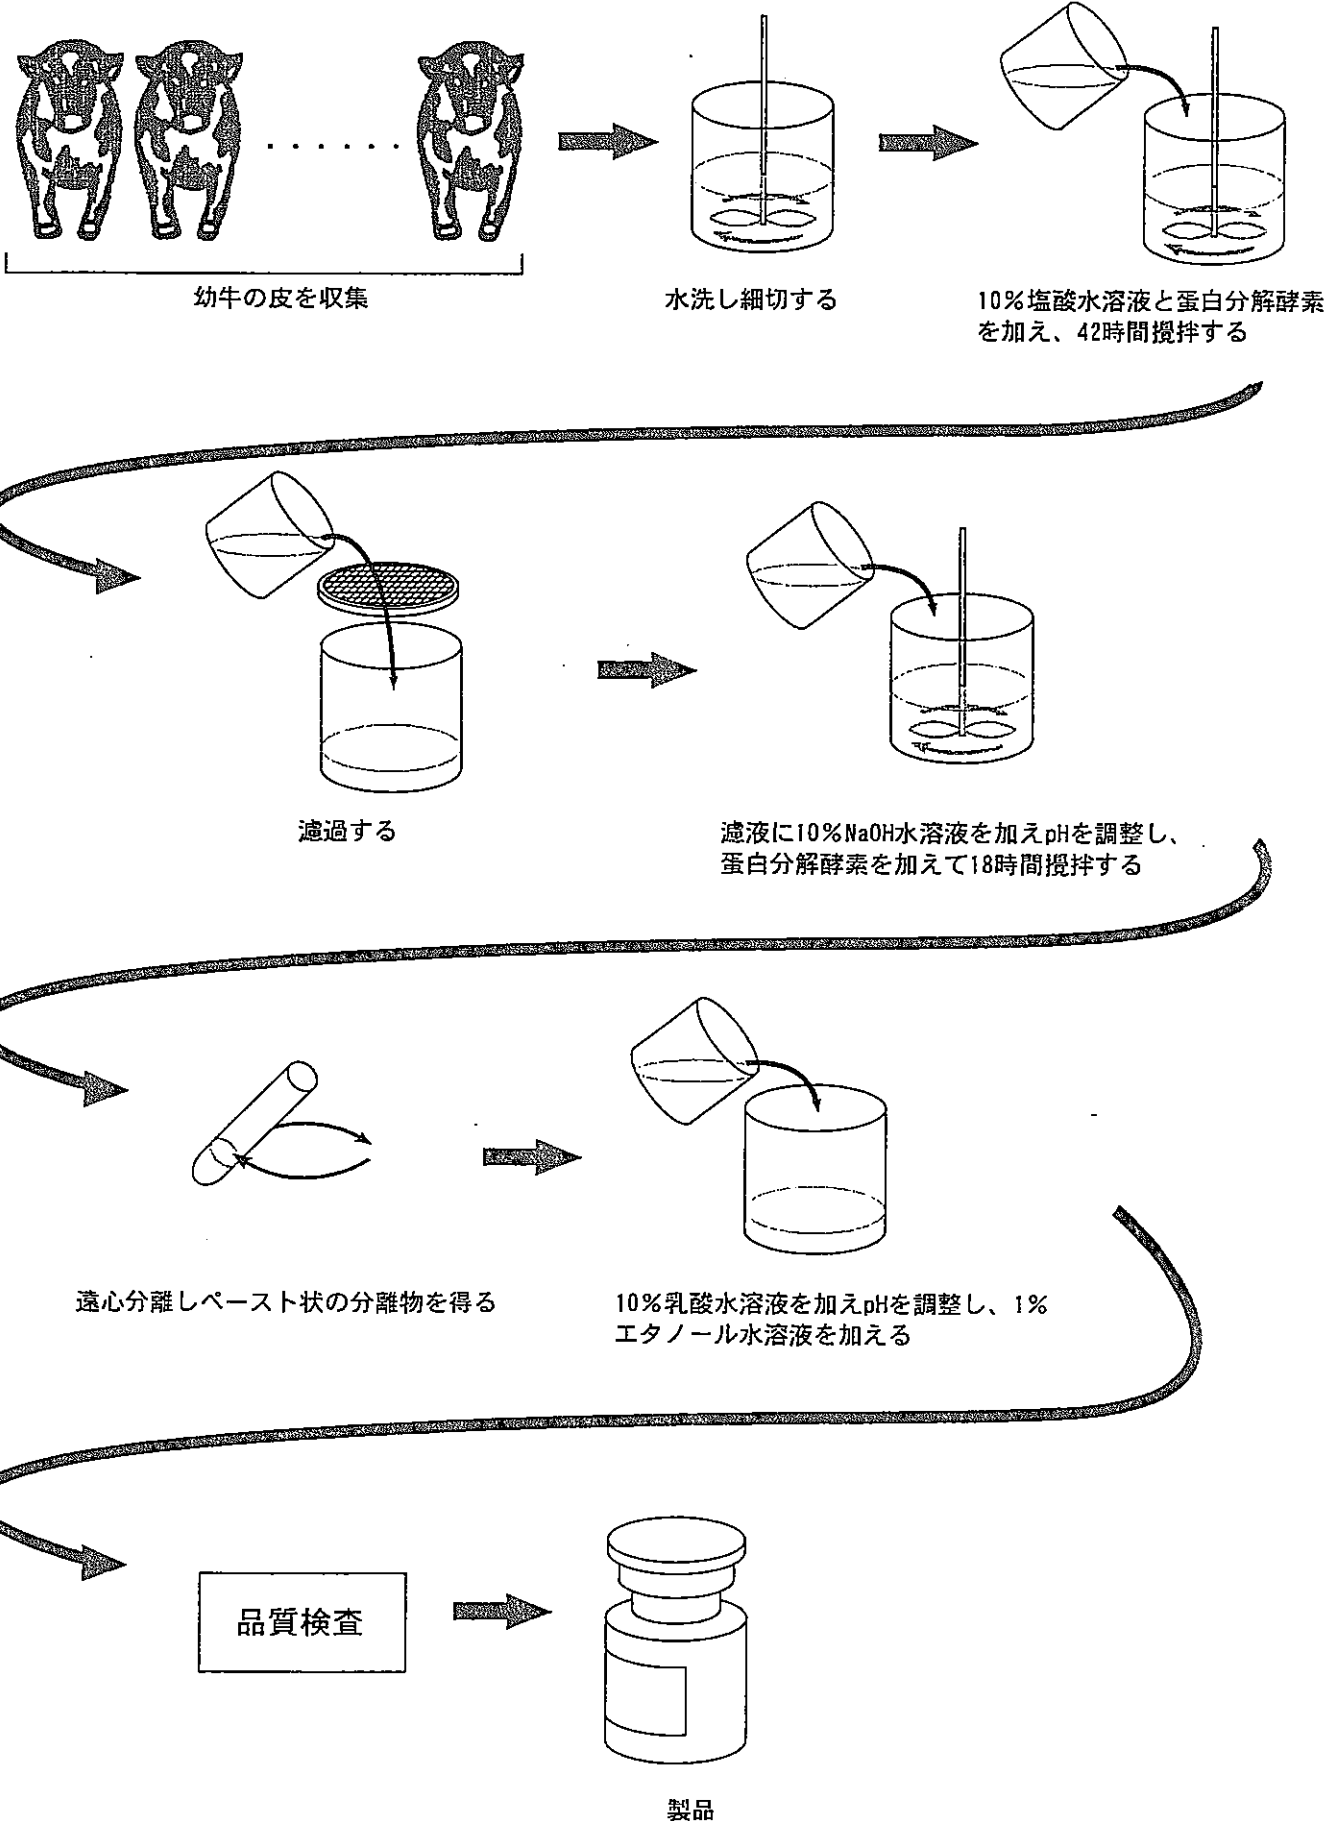 幼牛の皮を収集
水洗し細切する
10%塩酸水溶液と蛋白分解酵素
を加え、42時間攪拌する
濾過する
濾液に10%NaOH水溶液を加えpHを調整し、
蛋白分解酵素を加えて18時間攪拌する
遠心分離しペースト状の分離物を得る
10%乳酸水溶液を加えpHを調整し、1%
エタノール水溶液を加える
品質検査
製品